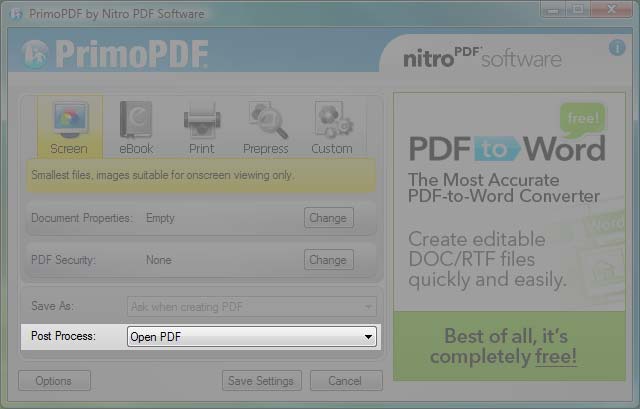 PrimoPDF by Nitro PDF Software
PrimoPDF
nitroPDF® software
Screen
eBook
Print
Prepress
Custom
Smallest files, images suitable for onscreen viewing only.
Document Properties: Empty Change
PDF Security: None Change
Save As: Ask when creating PDF
Post Process: Open PDF
Options Save Settings Cancel
free!
PDF to Word
The Most Accurate
PDF-to-Word Converter
Create editable
DOC/RTF files
quickly and easily.
Best of all, it's
completely free!